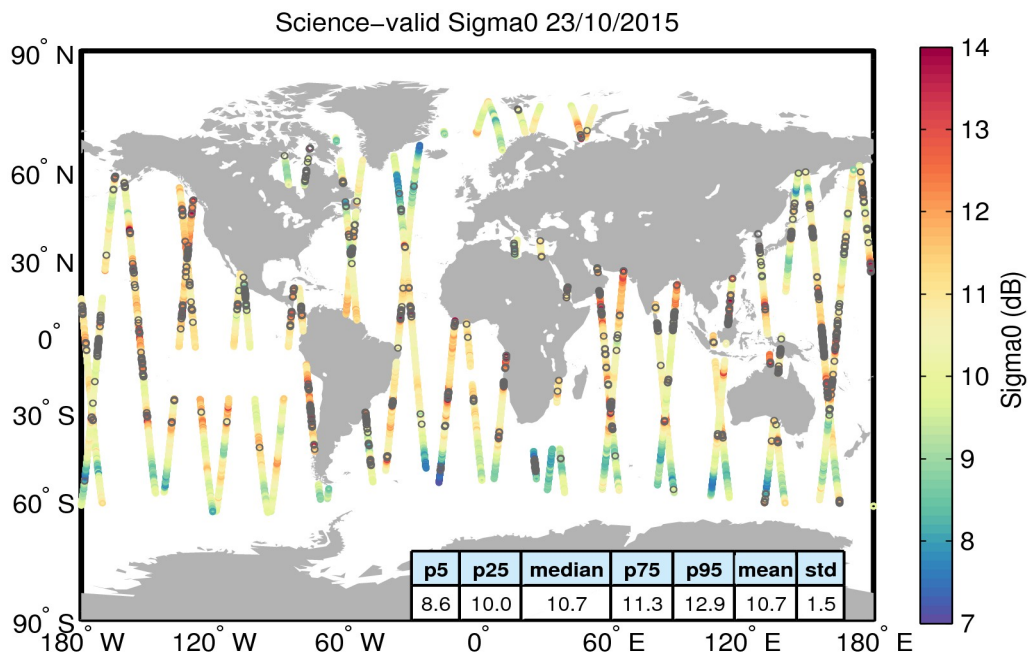 Science−valid Sigma0 23/10/2015
90° N
60° N
30° N
0°
30° S
60° S
90° S
180° W
120° W
60° W
0°
60° E
120° E
180° E
p5 p25 median p75 p95 mean std
8.6 10.0 10.7 11.3 12.9 10.7 1.5
14
13
12
11
10
9
8
7
Sigma0 (dB)